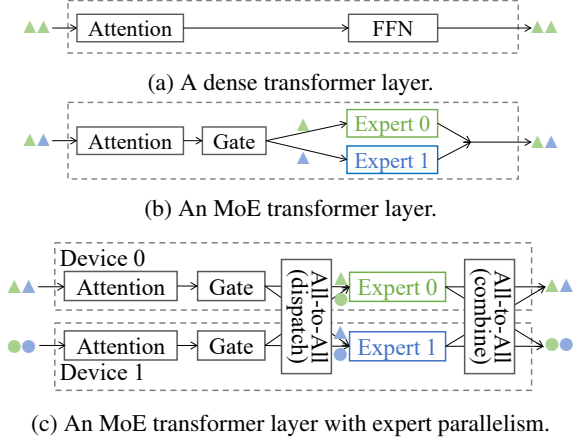 Attention FFN
(a) A dense transformer layer.
Attention Gate Expert 0
Expert 1
(b) An MoE transformer layer.
Device 0
Attention Gate All-to-All (dispatch) Expert 0 All-to-All (combine)
Attention Gate Expert 1
Device 1
(c) An MoE transformer layer with expert parallelism.